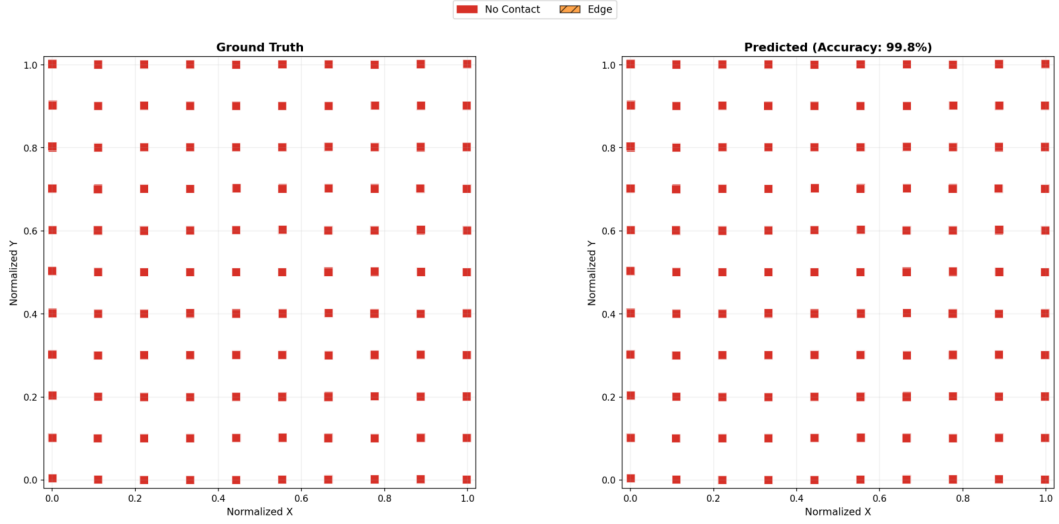 No Contact Edge
Ground Truth
Predicted (Accuracy: 99.8%)
Normalized Y
1.0
0.8
0.6
0.4
0.2
0.0
0.0 0.2 0.4 0.6 0.8 1.0
Normalized X
Normalized Y
1.0
0.8
0.6
0.4
0.2
0.0
0.0 0.2 0.4 0.6 0.8 1.0
Normalized X